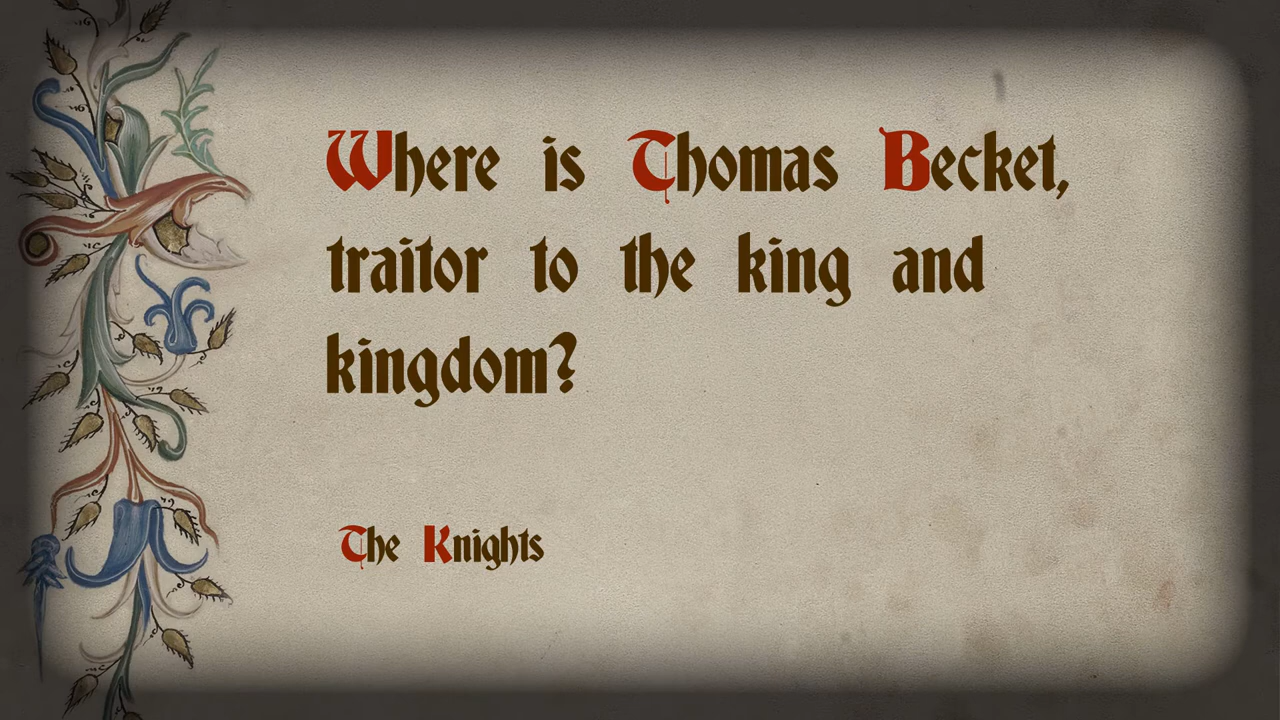 Where is Thomas Becket,
traitor to the king and
kingdom?
The Knights